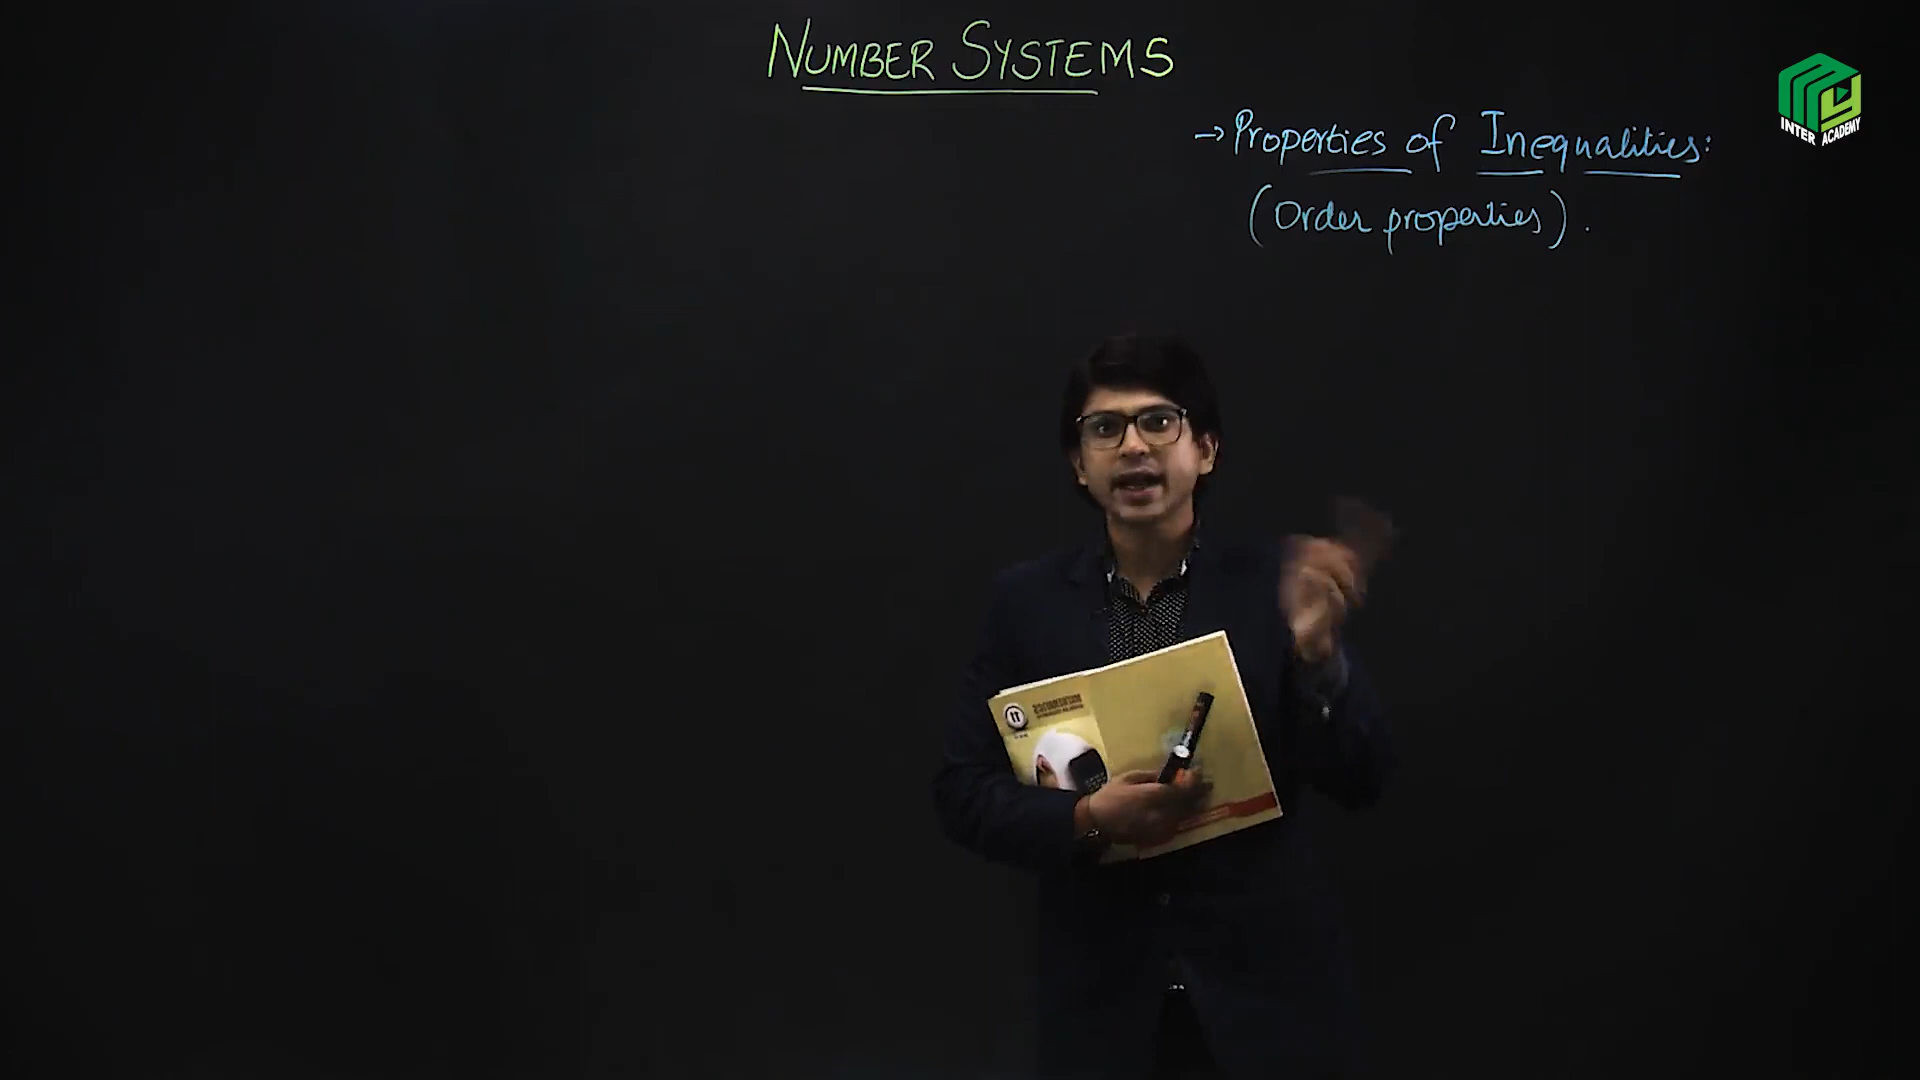 NUMBER SYSTEMS
→ Properties of Inequalities:
(Order properties).
INTER ACADEMY